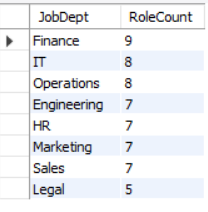 JobDept RoleCount
Finance 9
IT 8
Operations 8
Engineering 7
HR 7
Marketing 7
Sales 7
Legal 5